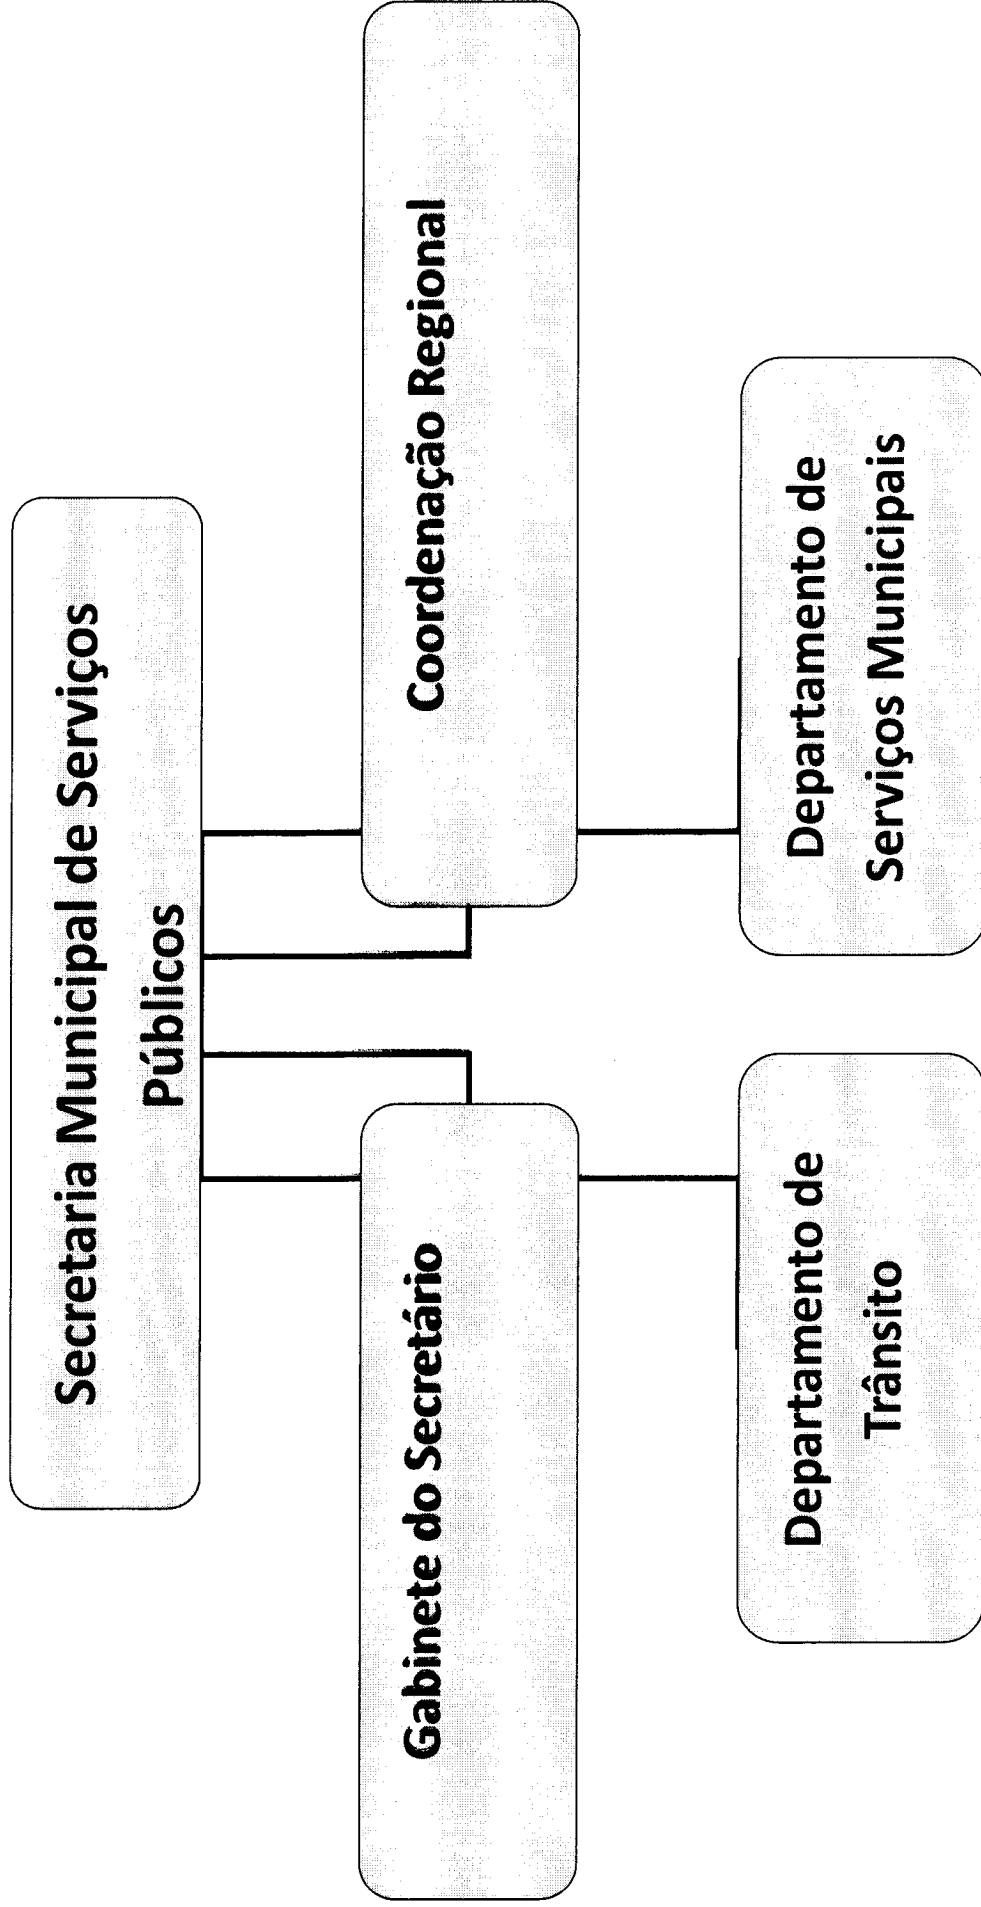 Secretaria Municipal de Serviços
Públicos
Gabinete do Secretário
Coordenação Regional
Departamento de
Trânsito
Departamento de
Serviços Municipais